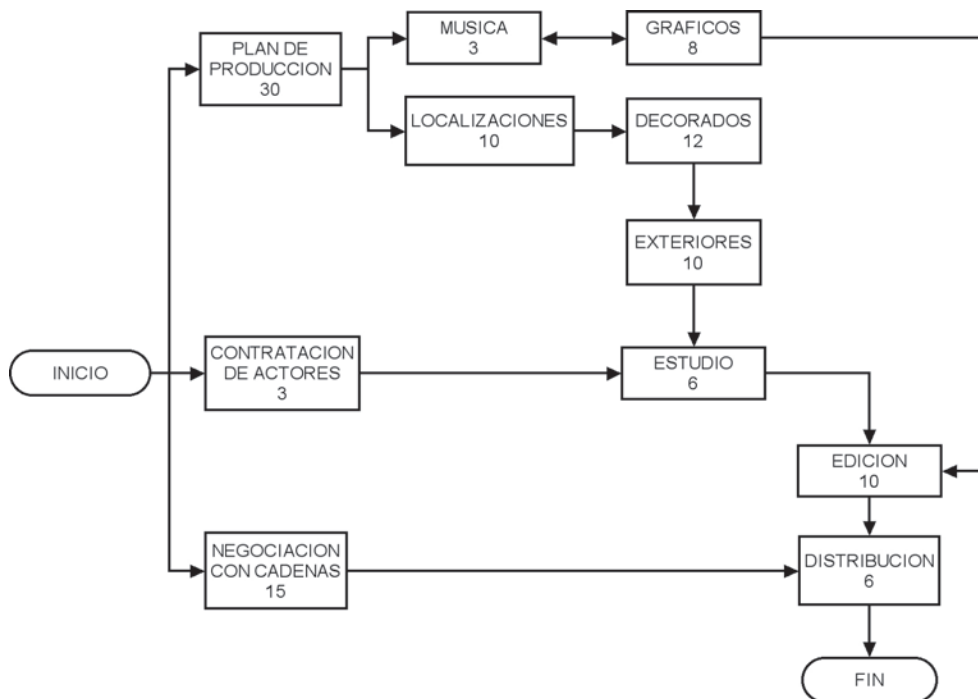 PLAN DE
PRODUCCION
30
MUSICA
3
GRAFICOS
8
LOCALIZACIONES
10
DECORADOS
12
EXTERIORES
10
INICIO
CONTRATACION
DE ACTORES
3
ESTUDIO
6
EDICION
10
NEGOCIACION
CON CADENAS
15
DISTRIBUCION
6
FIN